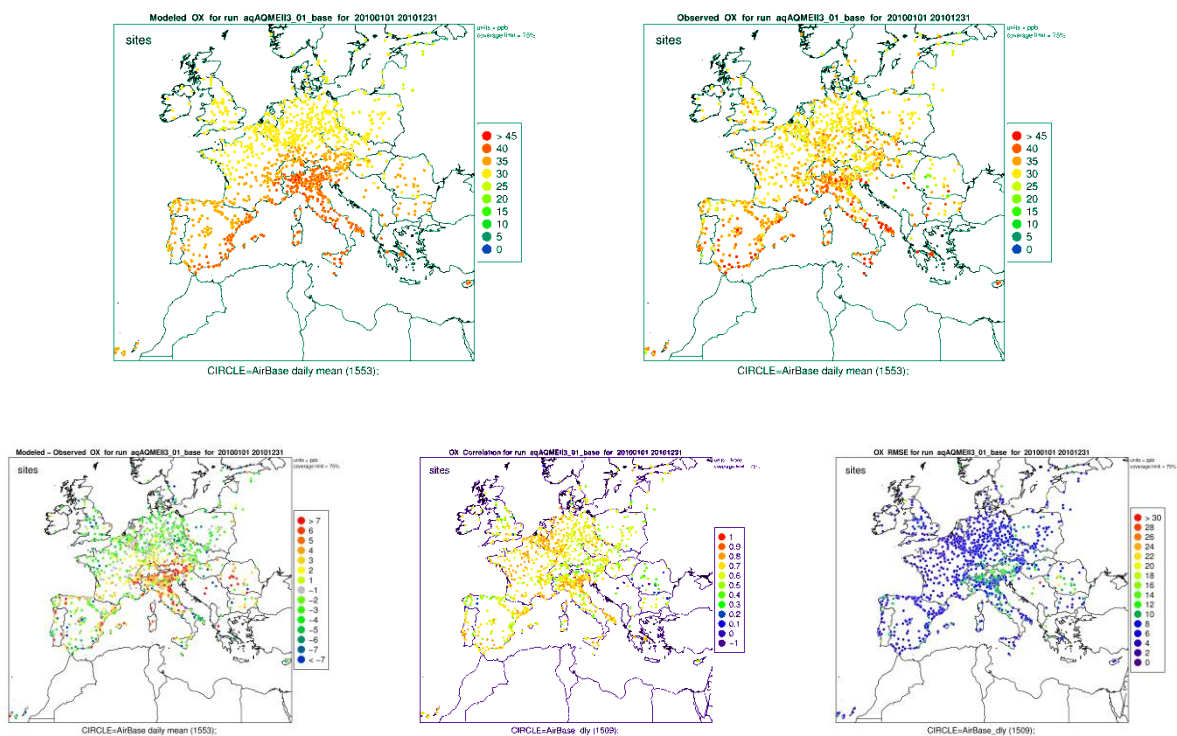 Modeled OX for run aqAQMEII3_01_base for 20100101 20101231
units = ppb
coverage limit = 75%
sites
> 45
40
35
30
25
20
15
10
5
0
CIRCLE=AirBase daily mean (1553);
Observed OX for run aqAQMEII3_01_base for 20100101 20101231
units = ppb
coverage limit = 75%
sites
> 45
40
35
30
25
20
15
10
5
0
CIRCLE=AirBase daily mean (1553);
Modeled - Observed OX for run aqAQMEII3_01_base for 20100101 20101231
units = ppb
coverage limit = 75%
sites
> 7
6
5
4
3
2
1
-1
-2
-3
-4
-5
-6
-7
< -7
CIRCLE=AirBase daily mean (1553);
OX Correlation for run aqAQMEII3_01_base for 20100101 20101231
sites
1
0.9
0.8
0.7
0.6
0.5
0.4
0.3
0.2
0.1
0
-1
CIRCLE=AirBase_dly (1509);
OX RMSE for run aqAQMEII3_01_base for 20100101 20101231
units = ppb
coverage limit = 75%
sites
> 30
28
26
24
22
20
18
16
14
12
10
8
6
4
2
0
CIRCLE=AirBase_dly (1509);